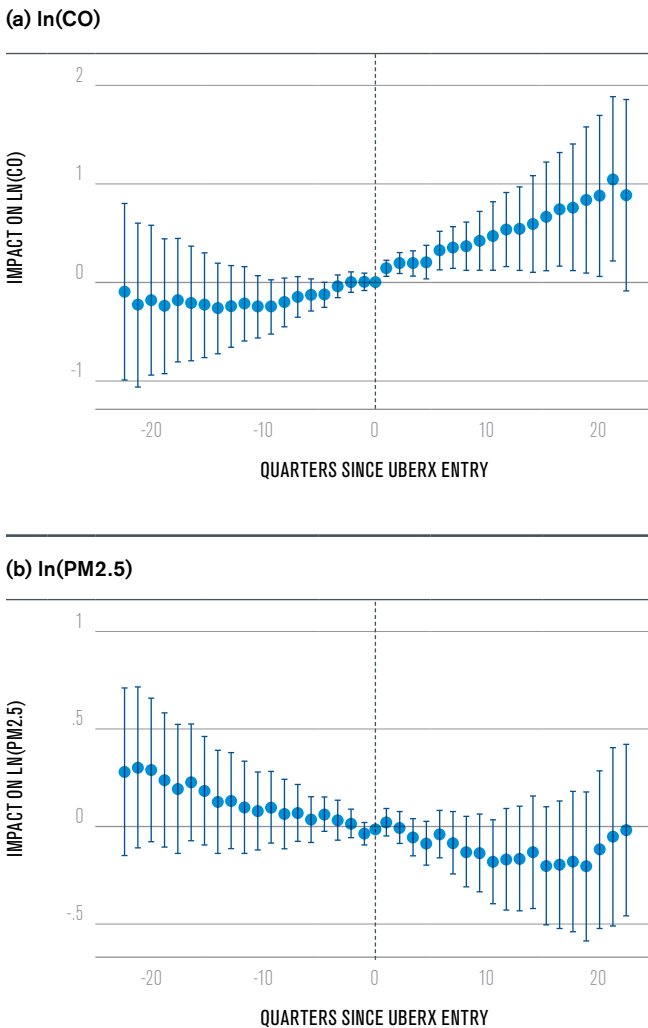 (a) ln(CO)
IMPACT ON LN(CO)
2
1
0
-1
-20 -10 0 10 20
QUARTERS SINCE UBERX ENTRY
(b) ln(PM2.5)
IMPACT ON LN(PM2.5)
1
.5
0
-.5
-20 -10 0 10 20
QUARTERS SINCE UBERX ENTRY